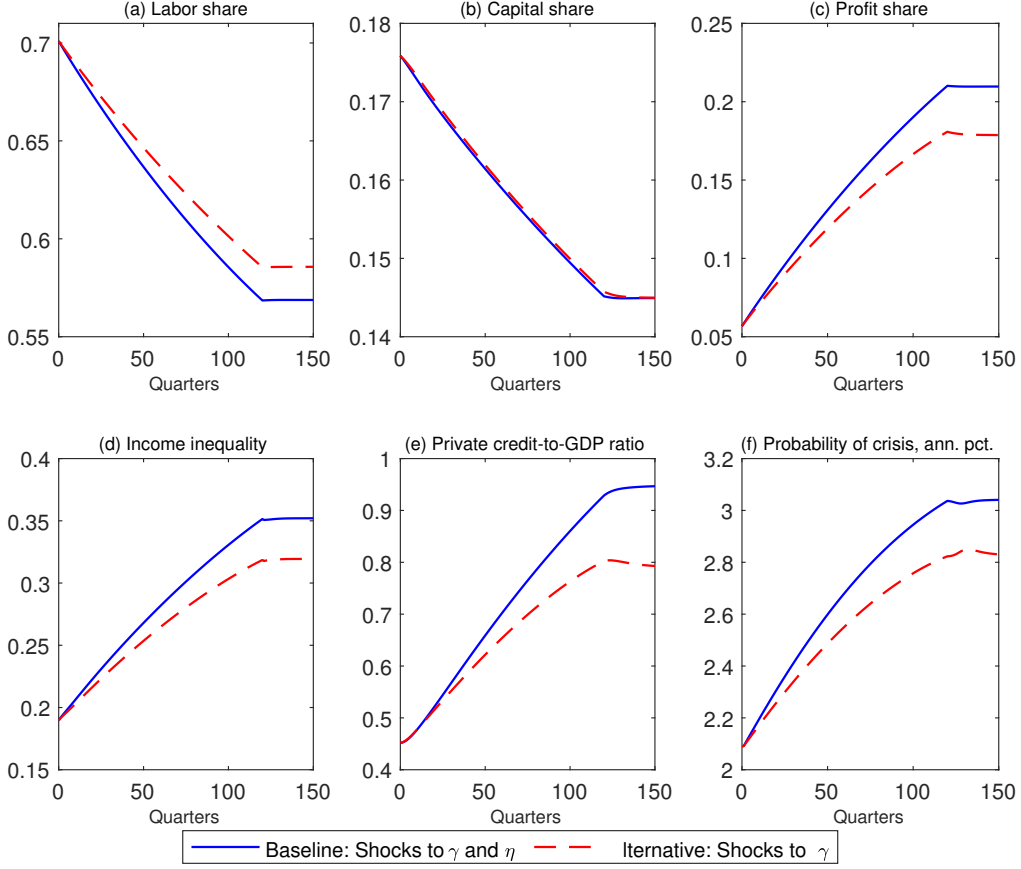 (a) Labor share
(b) Capital share
(c) Profit share
0.7
0.65
0.6
0.55
0 50 100 150
Quarters
0.18
0.17
0.16
0.15
0.14
0 50 100 150
Quarters
0.2
0.15
0.1
0.05
0 50 100 150
Quarters
(d) Income inequality
(e) Private credit-to-GDP ratio
(f) Probability of crisis, ann. pct.
0.4
0.35
0.3
0.25
0.2
0.15
0 50 100 150
Quarters
1
0.9
0.8
0.7
0.6
0.5
0.4
0 50 100 150
Quarters
3.2
3
2.8
2.6
2.4
2.2
2
0 50 100 150
Quarters
Baseline: Shocks to γ and η Iternative: Shocks to γ